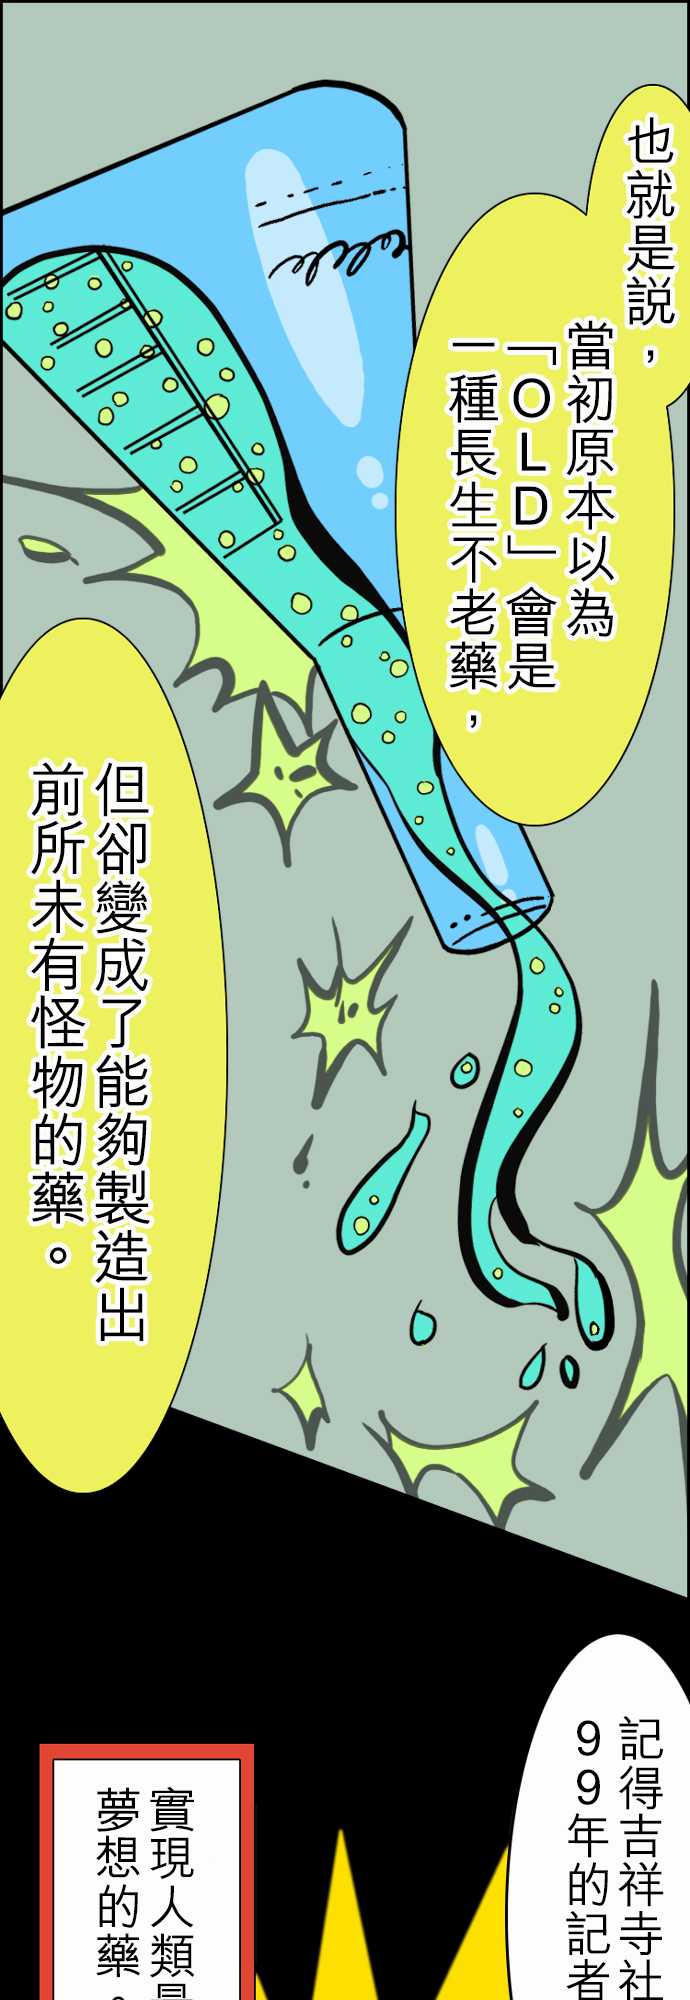 也就是説，
當初原本以為
「OLD」會是
一種長生不老藥，
但卻變成了能夠製造出
前所未有怪物的藥。
記得吉祥寺社
99年的記者
實現人類最
夢想的藥。